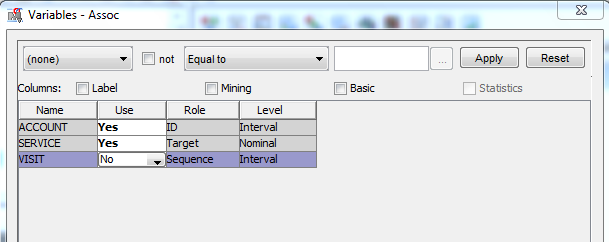 Variables - Assoc
(none) not Equal to ... Apply Reset
Columns: Label Mining Basic Statistics
Name Use Role Level
ACCOUNT Yes ID Interval
SERVICE Yes Target Nominal
VISIT No Sequence Interval